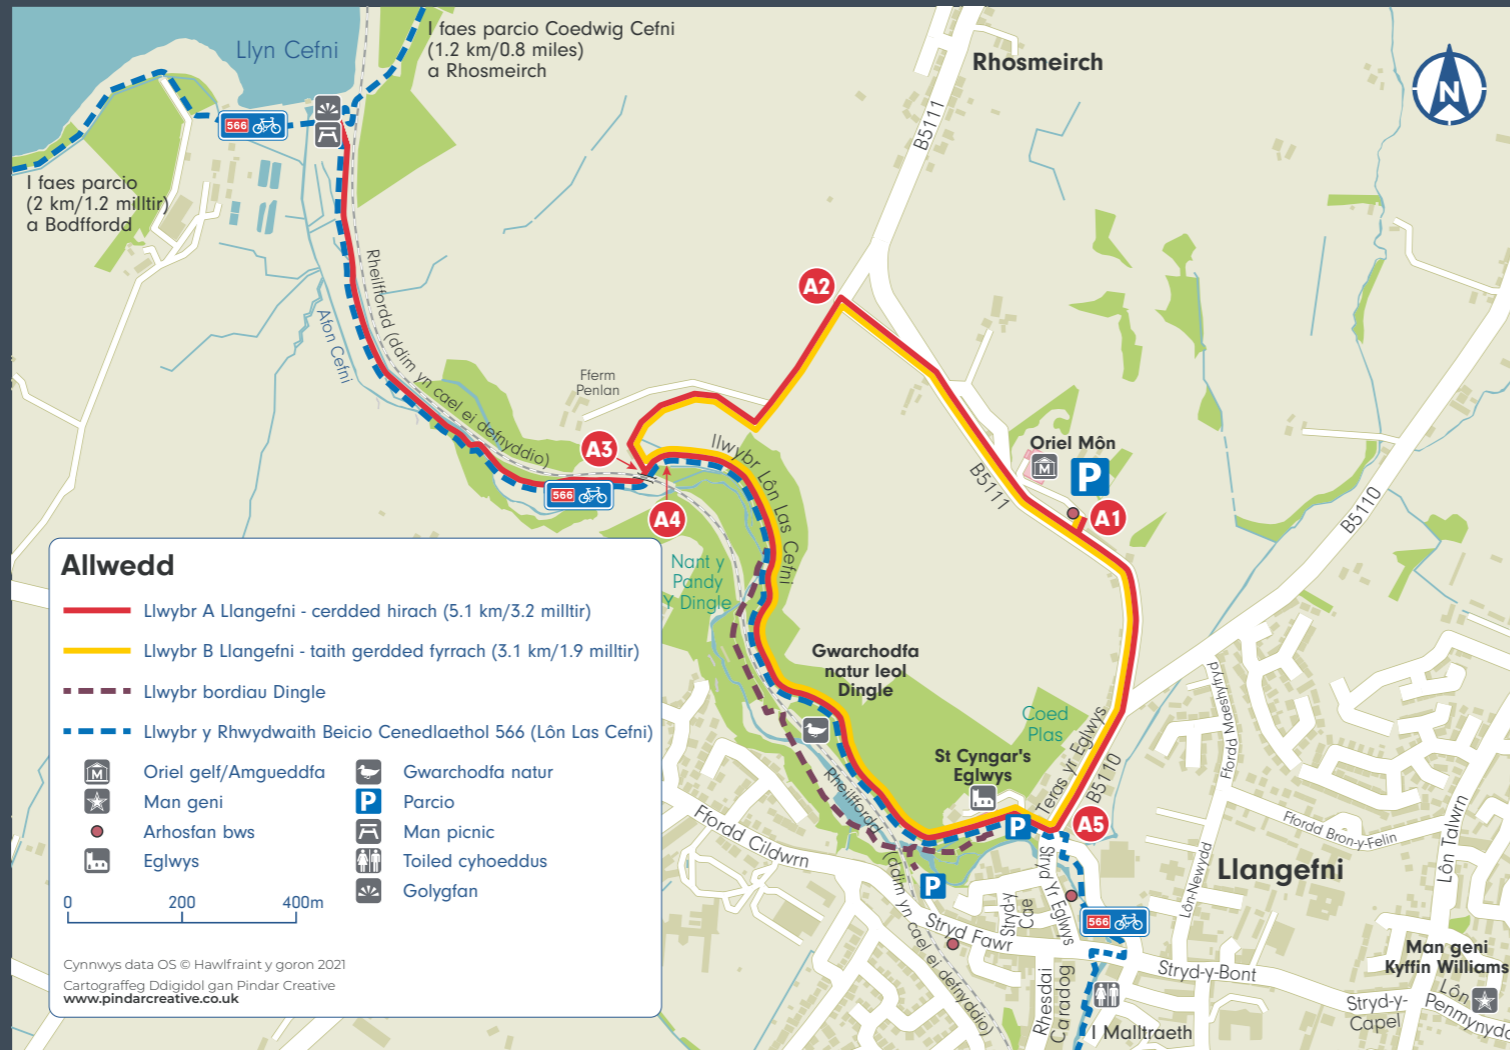 I faes parcio Coedwig Cefni
(1.2 km/0.8 miles)
a Rhosmeirch
Llyn Cefni
Rhosmeirch
N
B5111
566
I faes parcio
(2 km/1.2 milltir)
a Bodffordd
Rheilffordd (ddim yn cael ei defnyddio)
Afon Cefni
A2
Fferm
Penlan
A3
566
A4
llwybr Lôn Las Cefni
Oriel Môn
M
P
B5111
A1
B5110
Nant y
Pandy
Y Dingle
Gwarchodfa
natur leol
Dingle
Coed
Plas
Teras yr Eglwys
B5110
St Cyngar's
Eglwys
P
A5
Rheilffordd
(ddim yn cael ei defnyddio)
Ffordd Cildwrn
P
Stryd Fawr
Stryd-y-
Cae
Stryd Yr Eglwys
566
Ffordd Maeshyfryd
Ffordd Bron-y-Felin
Lôn Talwrn
Llangefni
Lôn-Newydd
Stryd-y-Bont
Man geni
Kyffin Williams
Lôn
Penmynydd
Stryd-y-
Capel
Rhesdai
Caradog
I Malltraeth
Allwedd
Llwybr A Llangefni - cerdded hirach (5.1 km/3.2 milltir)
Llwybr B Llangefni - taith gerdded fyrrach (3.1 km/1.9 milltir)
Llwybr bordiau Dingle
Llwybr y Rhwydwaith Beicio Cenedlaethol 566 (Lôn Las Cefni)
M Oriel gelf/Amgueddfa
Man geni
Arhosfan bws
Eglwys
Gwarchodfa natur
P Parcio
Man picnic
Toiled cyhoeddus
Golygfan
0 200 400m
Cynnwys data OS © Hawlfraint y goron 2021
Cartograffeg Ddigidol gan Pindar Creative
www.pindarcreative.co.uk